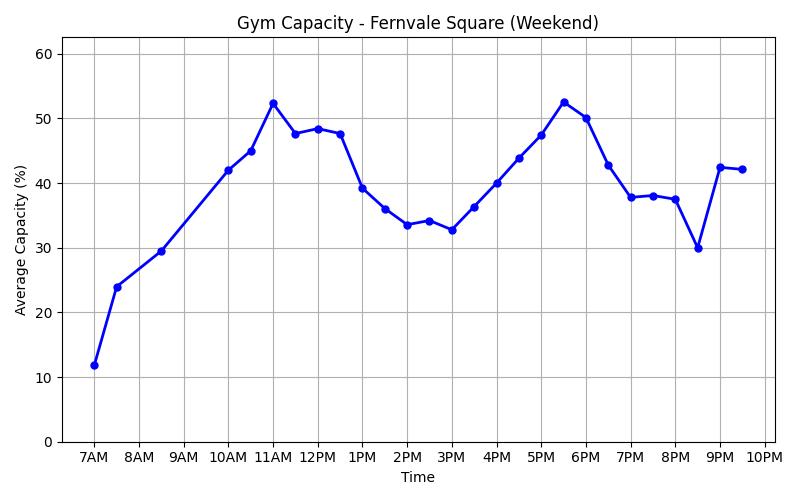 Gym Capacity - Fernvale Square (Weekend)
Average Capacity (%)
60
50
40
30
20
10
0
7AM 8AM 9AM 10AM 11AM 12PM 1PM 2PM 3PM 4PM 5PM 6PM 7PM 8PM 9PM 10PM
Time